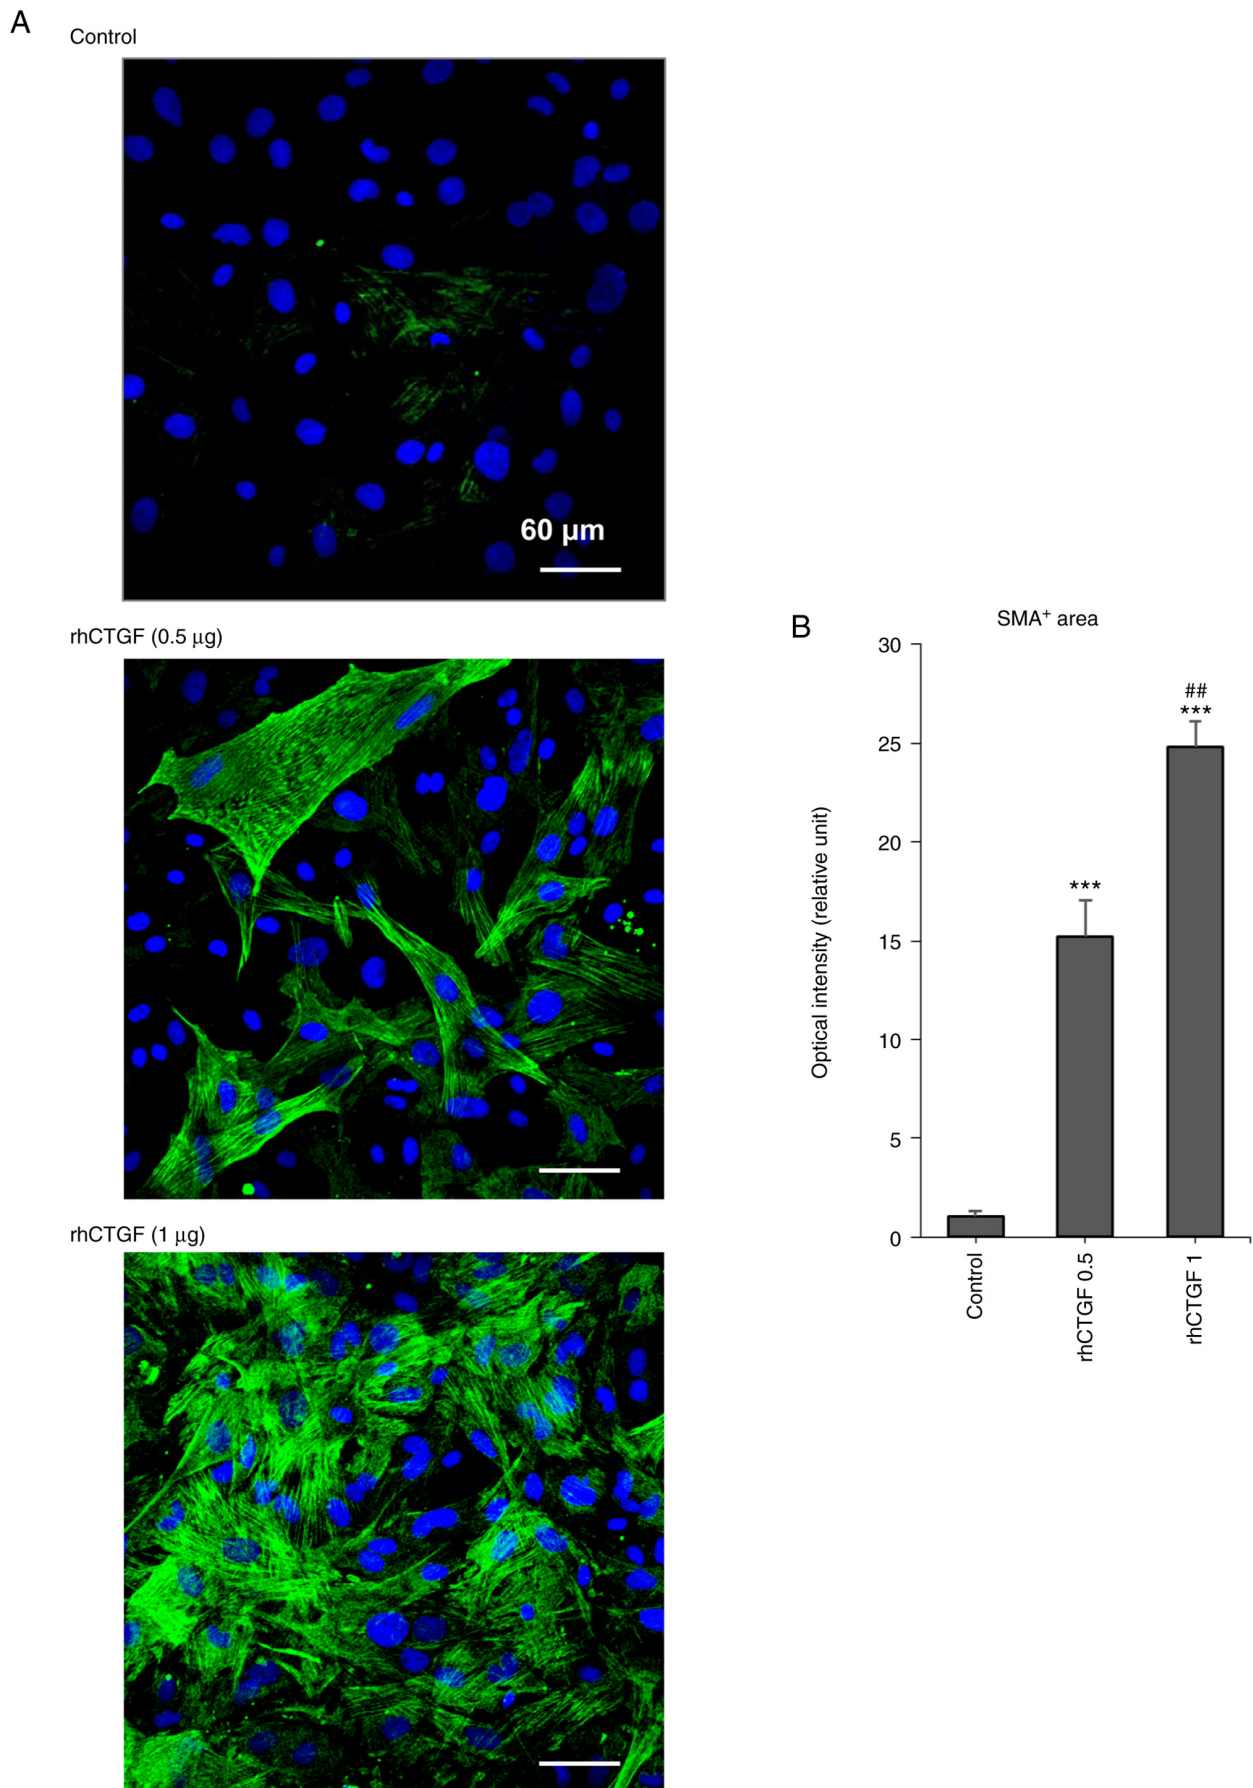 A
Control
60 µm
rhCTGF (0.5 µg)
rhCTGF (1 µg)
B
SMA+ area
Optical intensity (relative unit)
30
25
20
15
10
5
0
***
##
***
Control
rhCTGF 0.5
rhCTGF 1